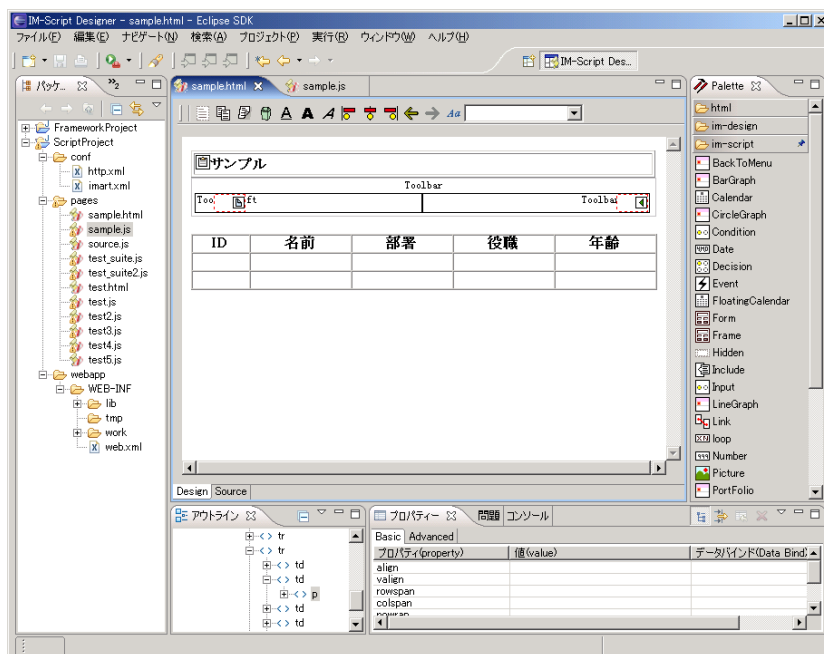 IM-Script Designer - sample.html - Eclipse SDK
ファイル(F) 編集(E) ナビゲート(N) 検索(A) プロジェクト(P) 実行(R) ウィンドウ(W) ヘルプ(H)
IM-Script Des...
パッケ... »2
FrameworkProject
ScriptProject
conf
http.xml
imart.xml
pages
sample.html
sample.js
source.js
test_suite.js
test_suite2.js
test.html
test.js
test2.js
test3.js
test4.js
test5.js
webapp
WEB-INF
lib
tmp
work
web.xml
sample.html sample.js
Aa
サンプル
Toolbar
Too ft Toolba
ID 名前 部署 役職 年齢
Design Source
Palette
html
im-design
im-script
BackToMenu
BarGraph
Calendar
CircleGraph
Condition
Date
Decision
Event
FloatingCalendar
Form
Frame
Hidden
Include
Input
LineGraph
Link
loop
Number
Picture
PortFolio
アウトライン
tr
tr
td
td
p
td
td
プロパティー 問題 コンソール
Basic Advanced
プロパティ(property) 値(value) データバインド(Data Bind)
align
valign
rowspan
colspan
nowrap